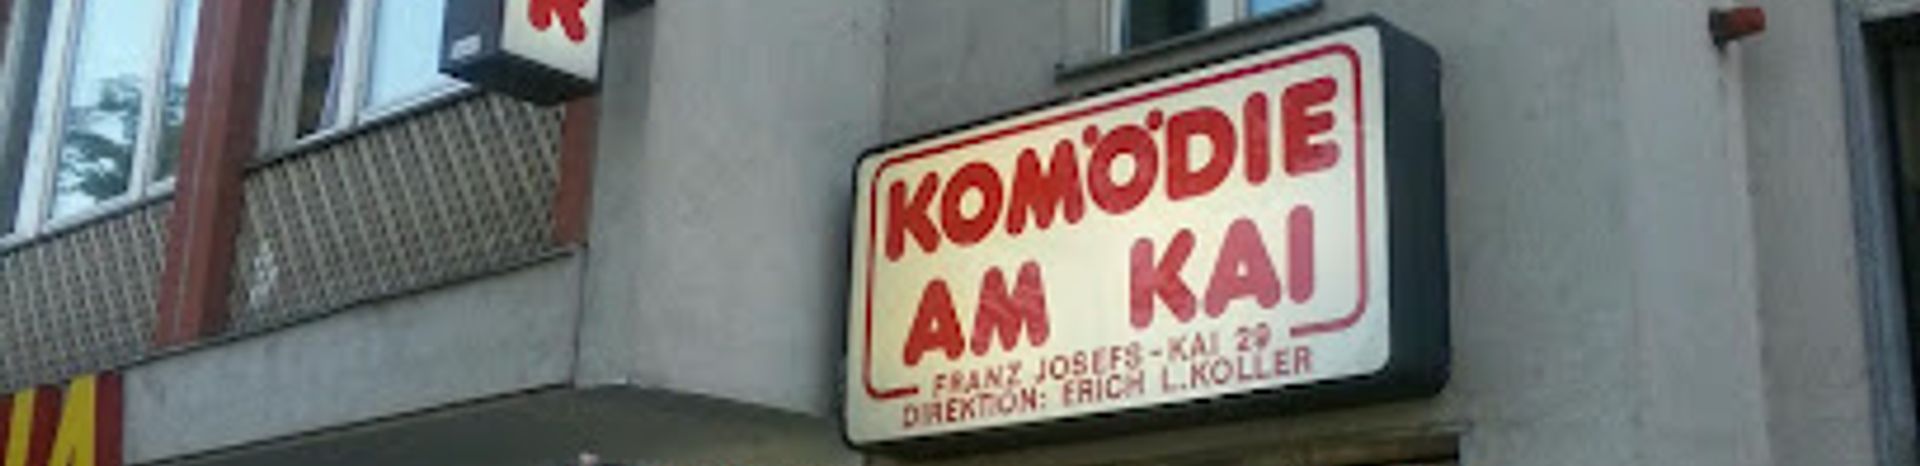 R
KOMÖDIE
AM KAI
FRANZ JOSEFS-KAI 29
DIREKTION: ERICH L.KOLLER